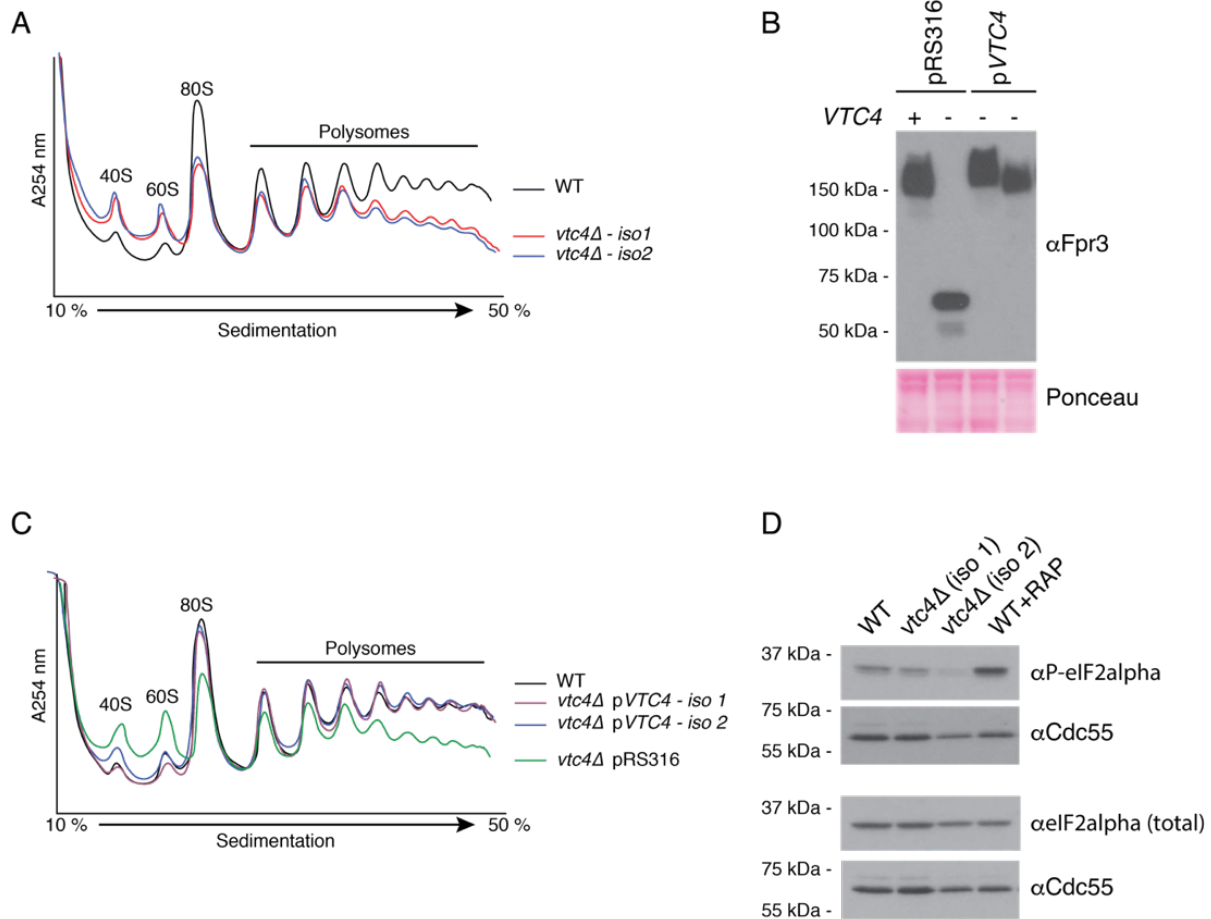 A
A254 nm
40S
60S
80S
Polysomes
WT
vtc4Δ - iso1
vtc4Δ - iso2
10 %
Sedimentation
50 %
B
pRS316
pVTC4
VTC4
+ - - -
150 kDa -
100 kDa -
75 kDa -
50 kDa -
αFpr3
Ponceau
C
A254 nm
40S
60S
80S
Polysomes
WT
vtc4Δ pVTC4 - iso 1
vtc4Δ pVTC4 - iso 2
vtc4Δ pRS316
10 %
Sedimentation
50 %
D
WT
vtc4Δ (iso 1)
vtc4Δ (iso 2)
WT+RAP
37 kDa -
αP-eIF2alpha
75 kDa -
55 kDa -
αCdc55
37 kDa -
αeIF2alpha (total)
75 kDa -
55 kDa -
αCdc55